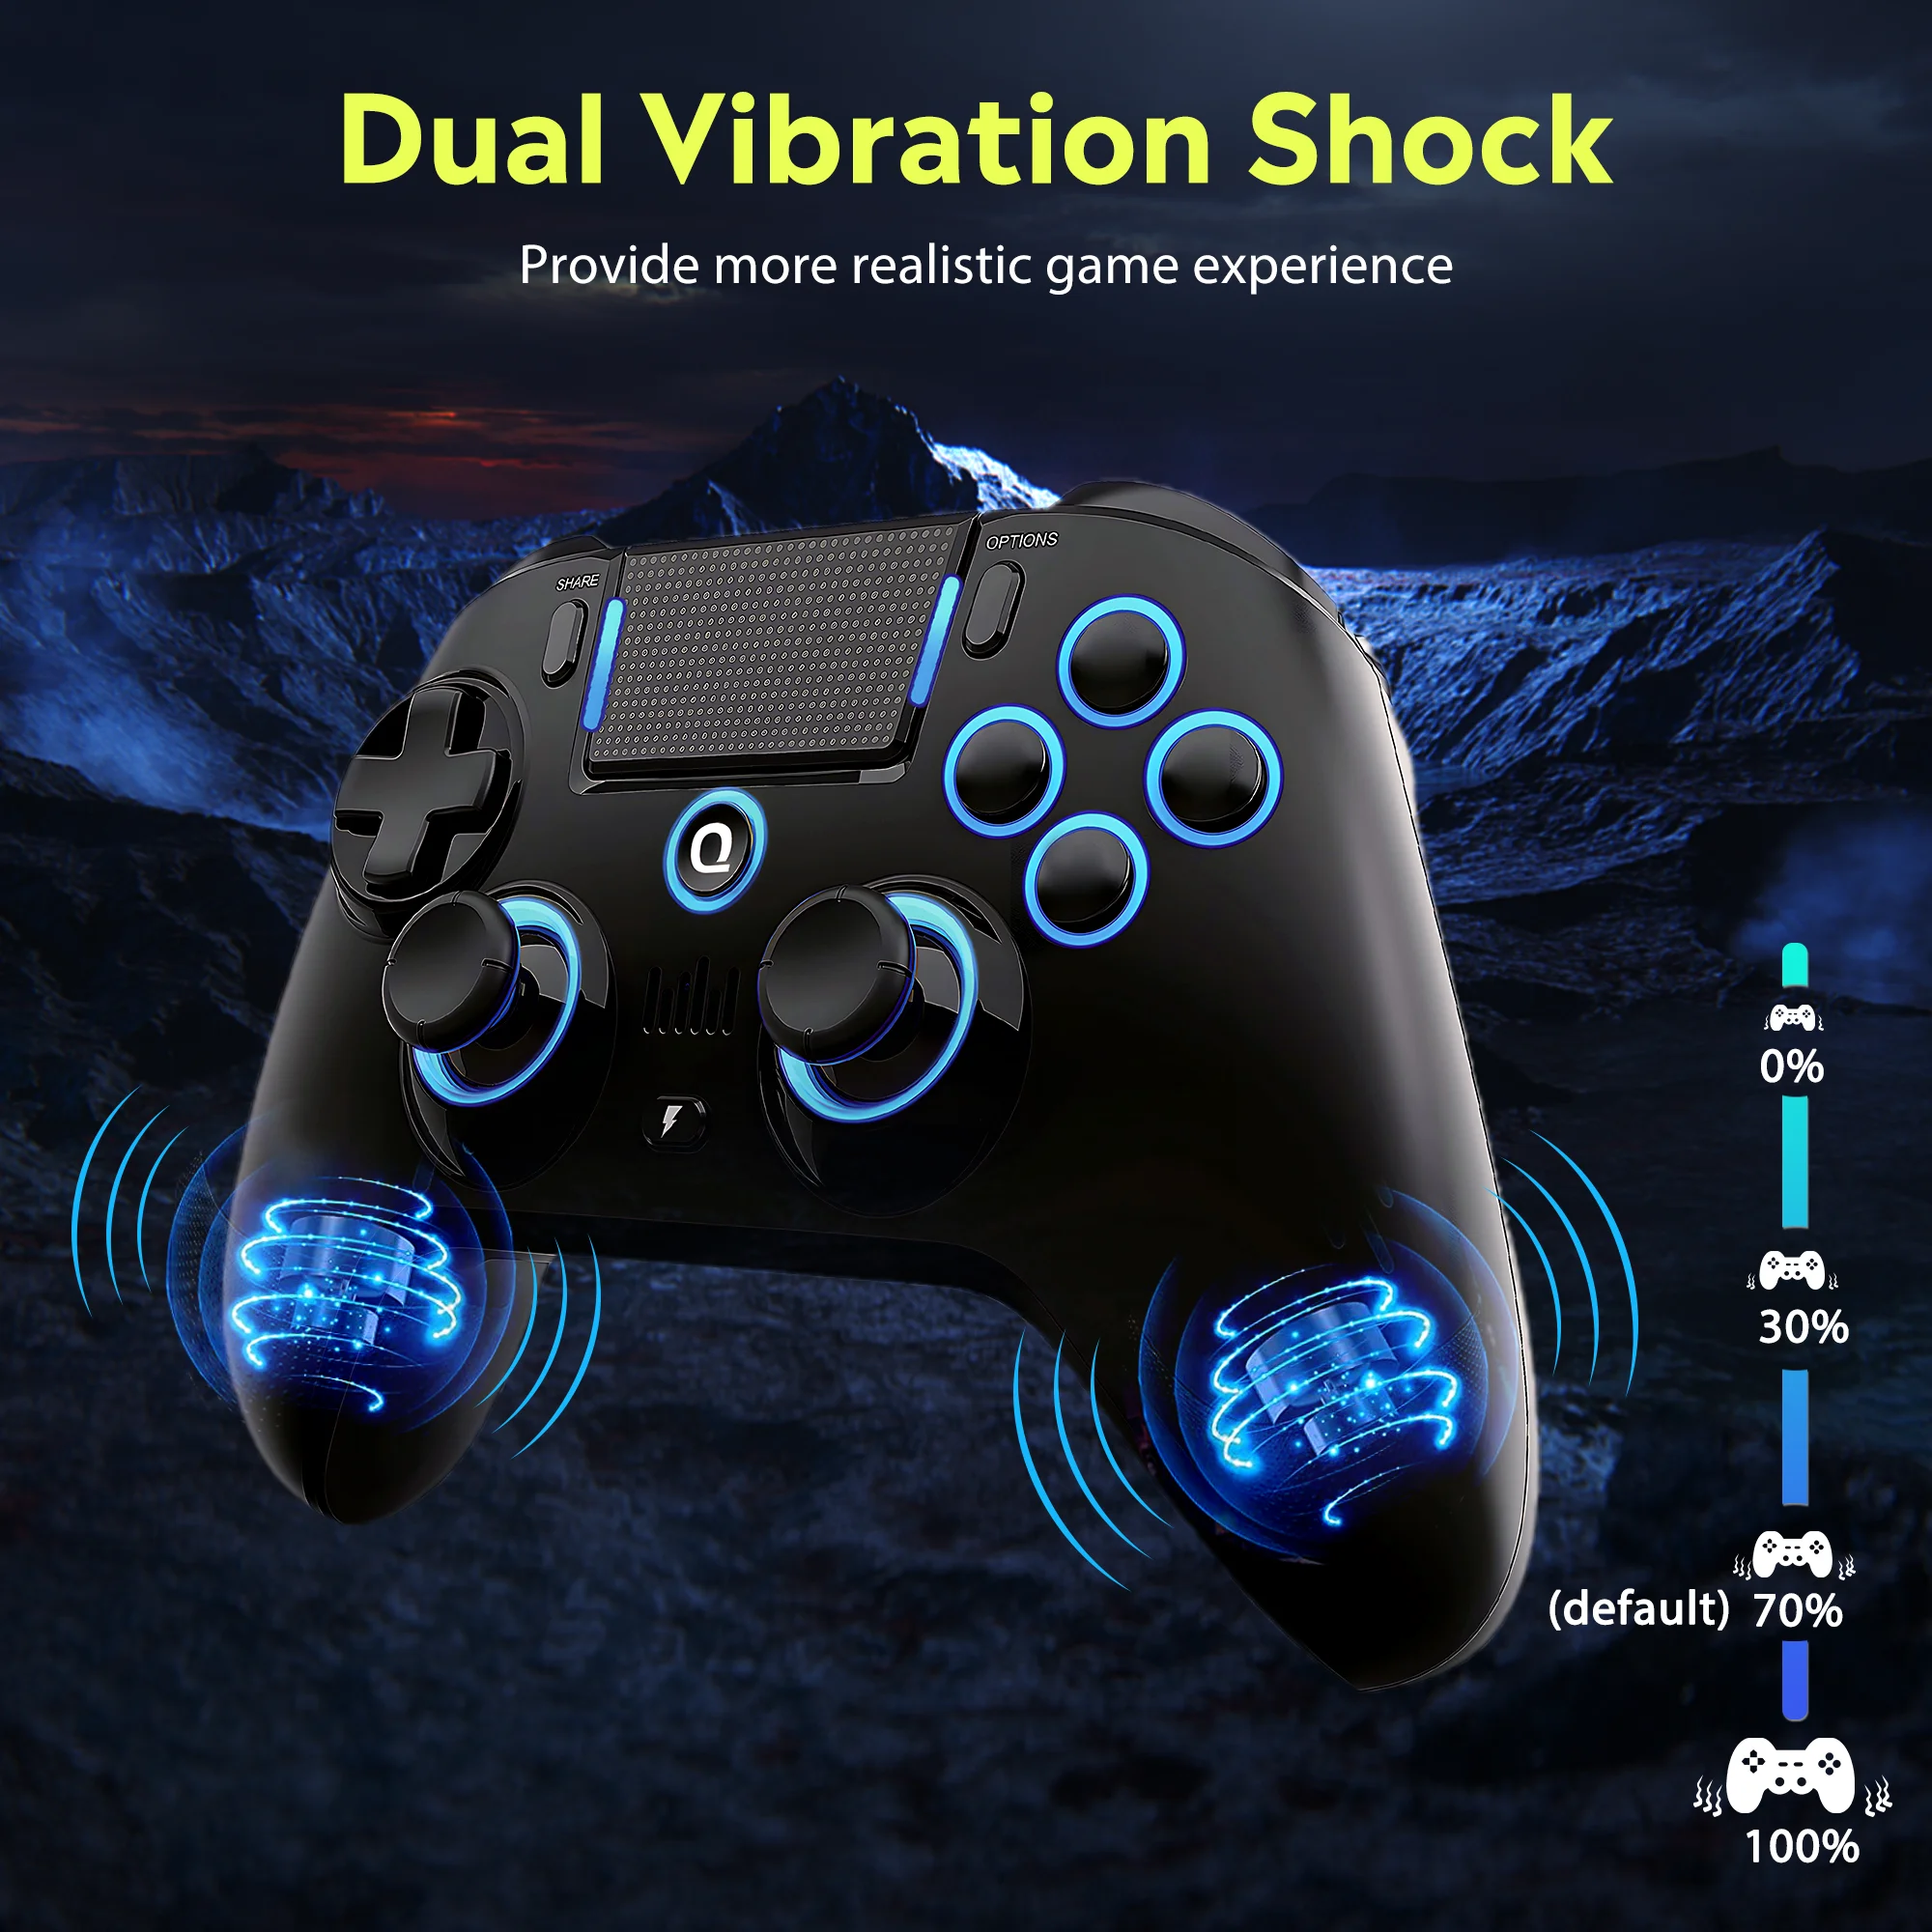 Dual Vibration Shock
Provide more realistic game experience
OPTIONS
SHARE
Q
0%
30%
(default) 70%
100%